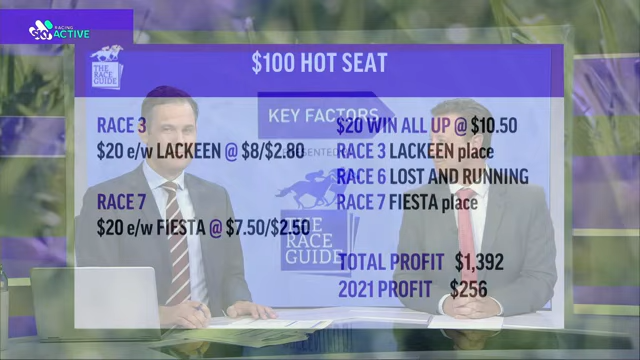 RACING
SKY ACTIVE
THE
RACE
GUIDE
$100 HOT SEAT
KEY FACTORS
PRESENTED
RACE 3
$20 e/w LACKEEN @ $8/$2.80
RACE 7
$20 e/w FIESTA @ $7.50/$2.50
$20 WIN ALL UP @ $10.50
RACE 3 LACKEEN place
RACE 6 LOST AND RUNNING
RACE 7 FIESTA place
THE
RACE
GUIDE
TOTAL PROFIT $1,392
2021 PROFIT $256